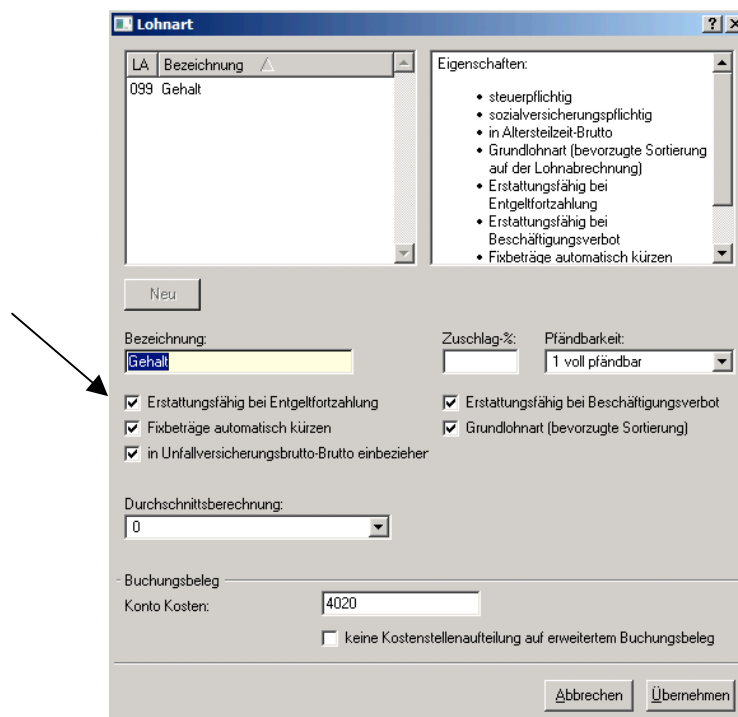 Lohnart
LA Bezeichnung
099 Gehalt
Eigenschaften:
• steuerpflichtig
• sozialversicherungspflichtig
• in Altersteilzeit-Brutto
• Grundlohnart (bevorzugte Sortierung
auf der Lohnabrechnung)
• Erstattungsfähig bei
Entgeltfortzahlung
• Erstattungsfähig bei
Beschäftigungsverbot
• Fixbeträge automatisch kürzen
Neu
Bezeichnung: Zuschlag-%: Pfändbarkeit:
Gehalt 1 voll pfändbar
Erstattungsfähig bei Entgeltfortzahlung Erstattungsfähig bei Beschäftigungsverbot
Fixbeträge automatisch kürzen Grundlohnart (bevorzugte Sortierung)
in Unfallversicherungsbrutto-Brutto einbezieher
Durchschnittsberechnung:
0
Buchungsbeleg
Konto Kosten: 4020
keine Kostenstellenaufteilung auf erweitertem Buchungsbeleg
Abbrechen Übernehmen